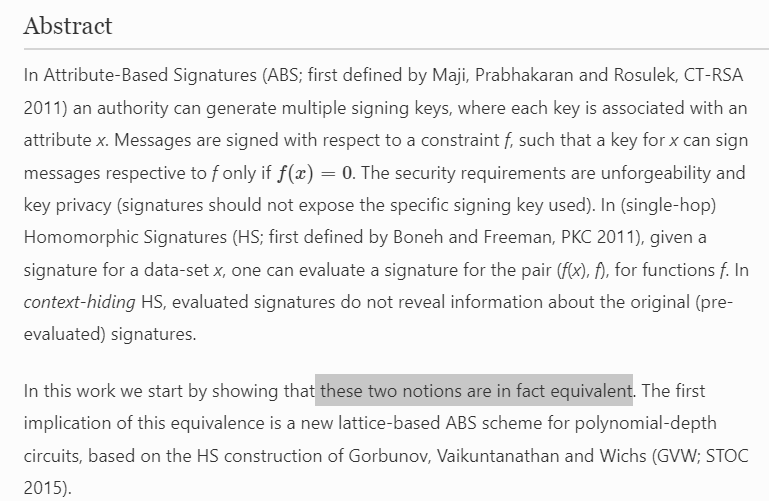 Abstract
In Attribute-Based Signatures (ABS; first defined by Maji, Prabhakaran and Rosulek, CT-RSA
2011) an authority can generate multiple signing keys, where each key is associated with an
attribute x. Messages are signed with respect to a constraint f, such that a key for x can sign
messages respective to f only if f(x) = 0. The security requirements are unforgeability and
key privacy (signatures should not expose the specific signing key used). In (single-hop)
Homomorphic Signatures (HS; first defined by Boneh and Freeman, PKC 2011), given a
signature for a data-set x, one can evaluate a signature for the pair (f(x), f), for functions f. In
context-hiding HS, evaluated signatures do not reveal information about the original (pre-
evaluated) signatures.
In this work we start by showing that these two notions are in fact equivalent. The first
implication of this equivalence is a new lattice-based ABS scheme for polynomial-depth
circuits, based on the HS construction of Gorbunov, Vaikuntanathan and Wichs (GVW; STOC
2015).